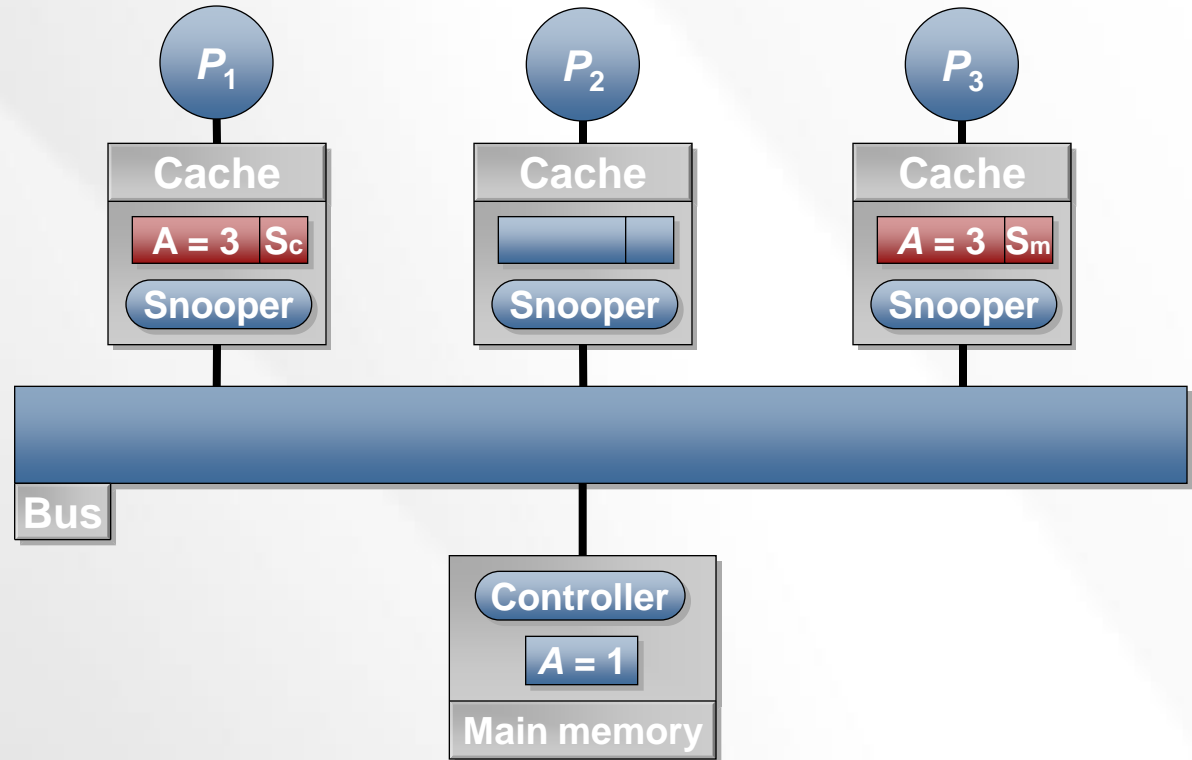 P1 P2 P3
Cache Cache Cache
A = 3 Sc A = 3 Sm
Snooper Snooper Snooper
Bus
Controller
A = 1
Main memory